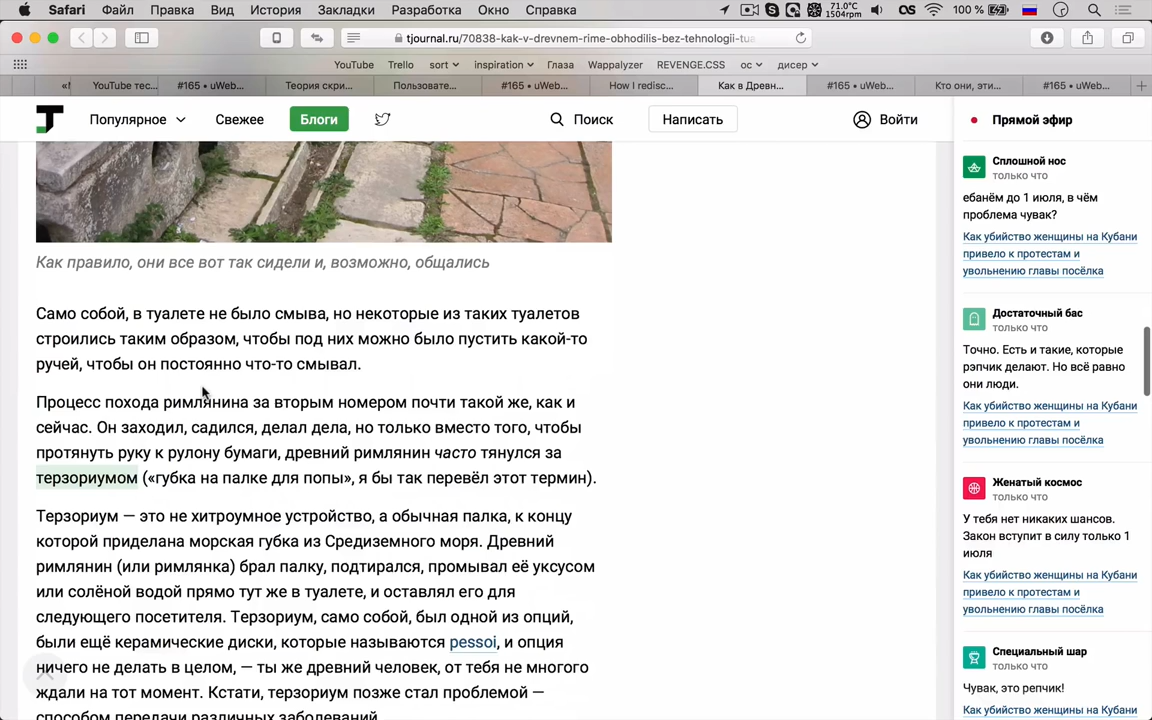 Safari Файл Правка Вид История Закладки Разработка Окно Справка 71.0°C 1504rpm 100 %
tjournal.ru/70838-kak-v-drevnem-rime-obhodilis-bez-tehnologii-tua
YouTube Trello sort inspiration Глаза Wappalyzer REVENGE.CSS ос дисер
YouTube тес... #165 • uWeb... Теория скри... Пользовате... #165 • uWeb... How I redisc... Как в Древн... #165 • uWeb... Кто они, эти... #165 • uWeb...
Популярное Свежее Блоги Поиск Написать Войти
Как правило, они все вот так сидели и, возможно, общались
Само собой, в туалете не было смыва, но некоторые из таких туалетов
строились таким образом, чтобы под них можно было пустить какой-то
ручей, чтобы он постоянно что-то смывал.
Процесс похода римлянина за вторым номером почти такой же, как и
сейчас. Он заходил, садился, делал дела, но только вместо того, чтобы
протянуть руку к рулону бумаги, древний римлянин часто тянулся за
терзориумом («губка на палке для попы», я бы так перевёл этот термин).
Терзориум — это не хитроумное устройство, а обычная палка, к концу
которой приделана морская губка из Средиземного моря. Древний
римлянин (или римлянка) брал палку, подтирался, промывал её уксусом
или солёной водой прямо тут же в туалете, и оставлял его для
следующего посетителя. Терзориум, само собой, был одной из опций,
были ещё керамические диски, которые называются pessoi, и опция
ничего не делать в целом, — ты же древний человек, от тебя не многого
ждали на тот момент. Кстати, терзориум позже стал проблемой —
способом передачи различных заболеваний
Прямой эфир
Сплошной нос
только что
ебанём до 1 июля, в чём
проблема чувак?
Как убийство женщины на Кубани
привело к протестам и
увольнению главы посёлка
Достаточный бас
только что
Точно. Есть и такие, которые
рэпчик делают. Но всё равно
они люди.
Как убийство женщины на Кубани
привело к протестам и
увольнению главы посёлка
Женатый космос
только что
У тебя нет никаких шансов.
Закон вступит в силу только 1
июля
Как убийство женщины на Кубани
привело к протестам и
увольнению главы посёлка
Специальный шар
только что
Чувак, это репчик!
Как убийство женщины на Кубани